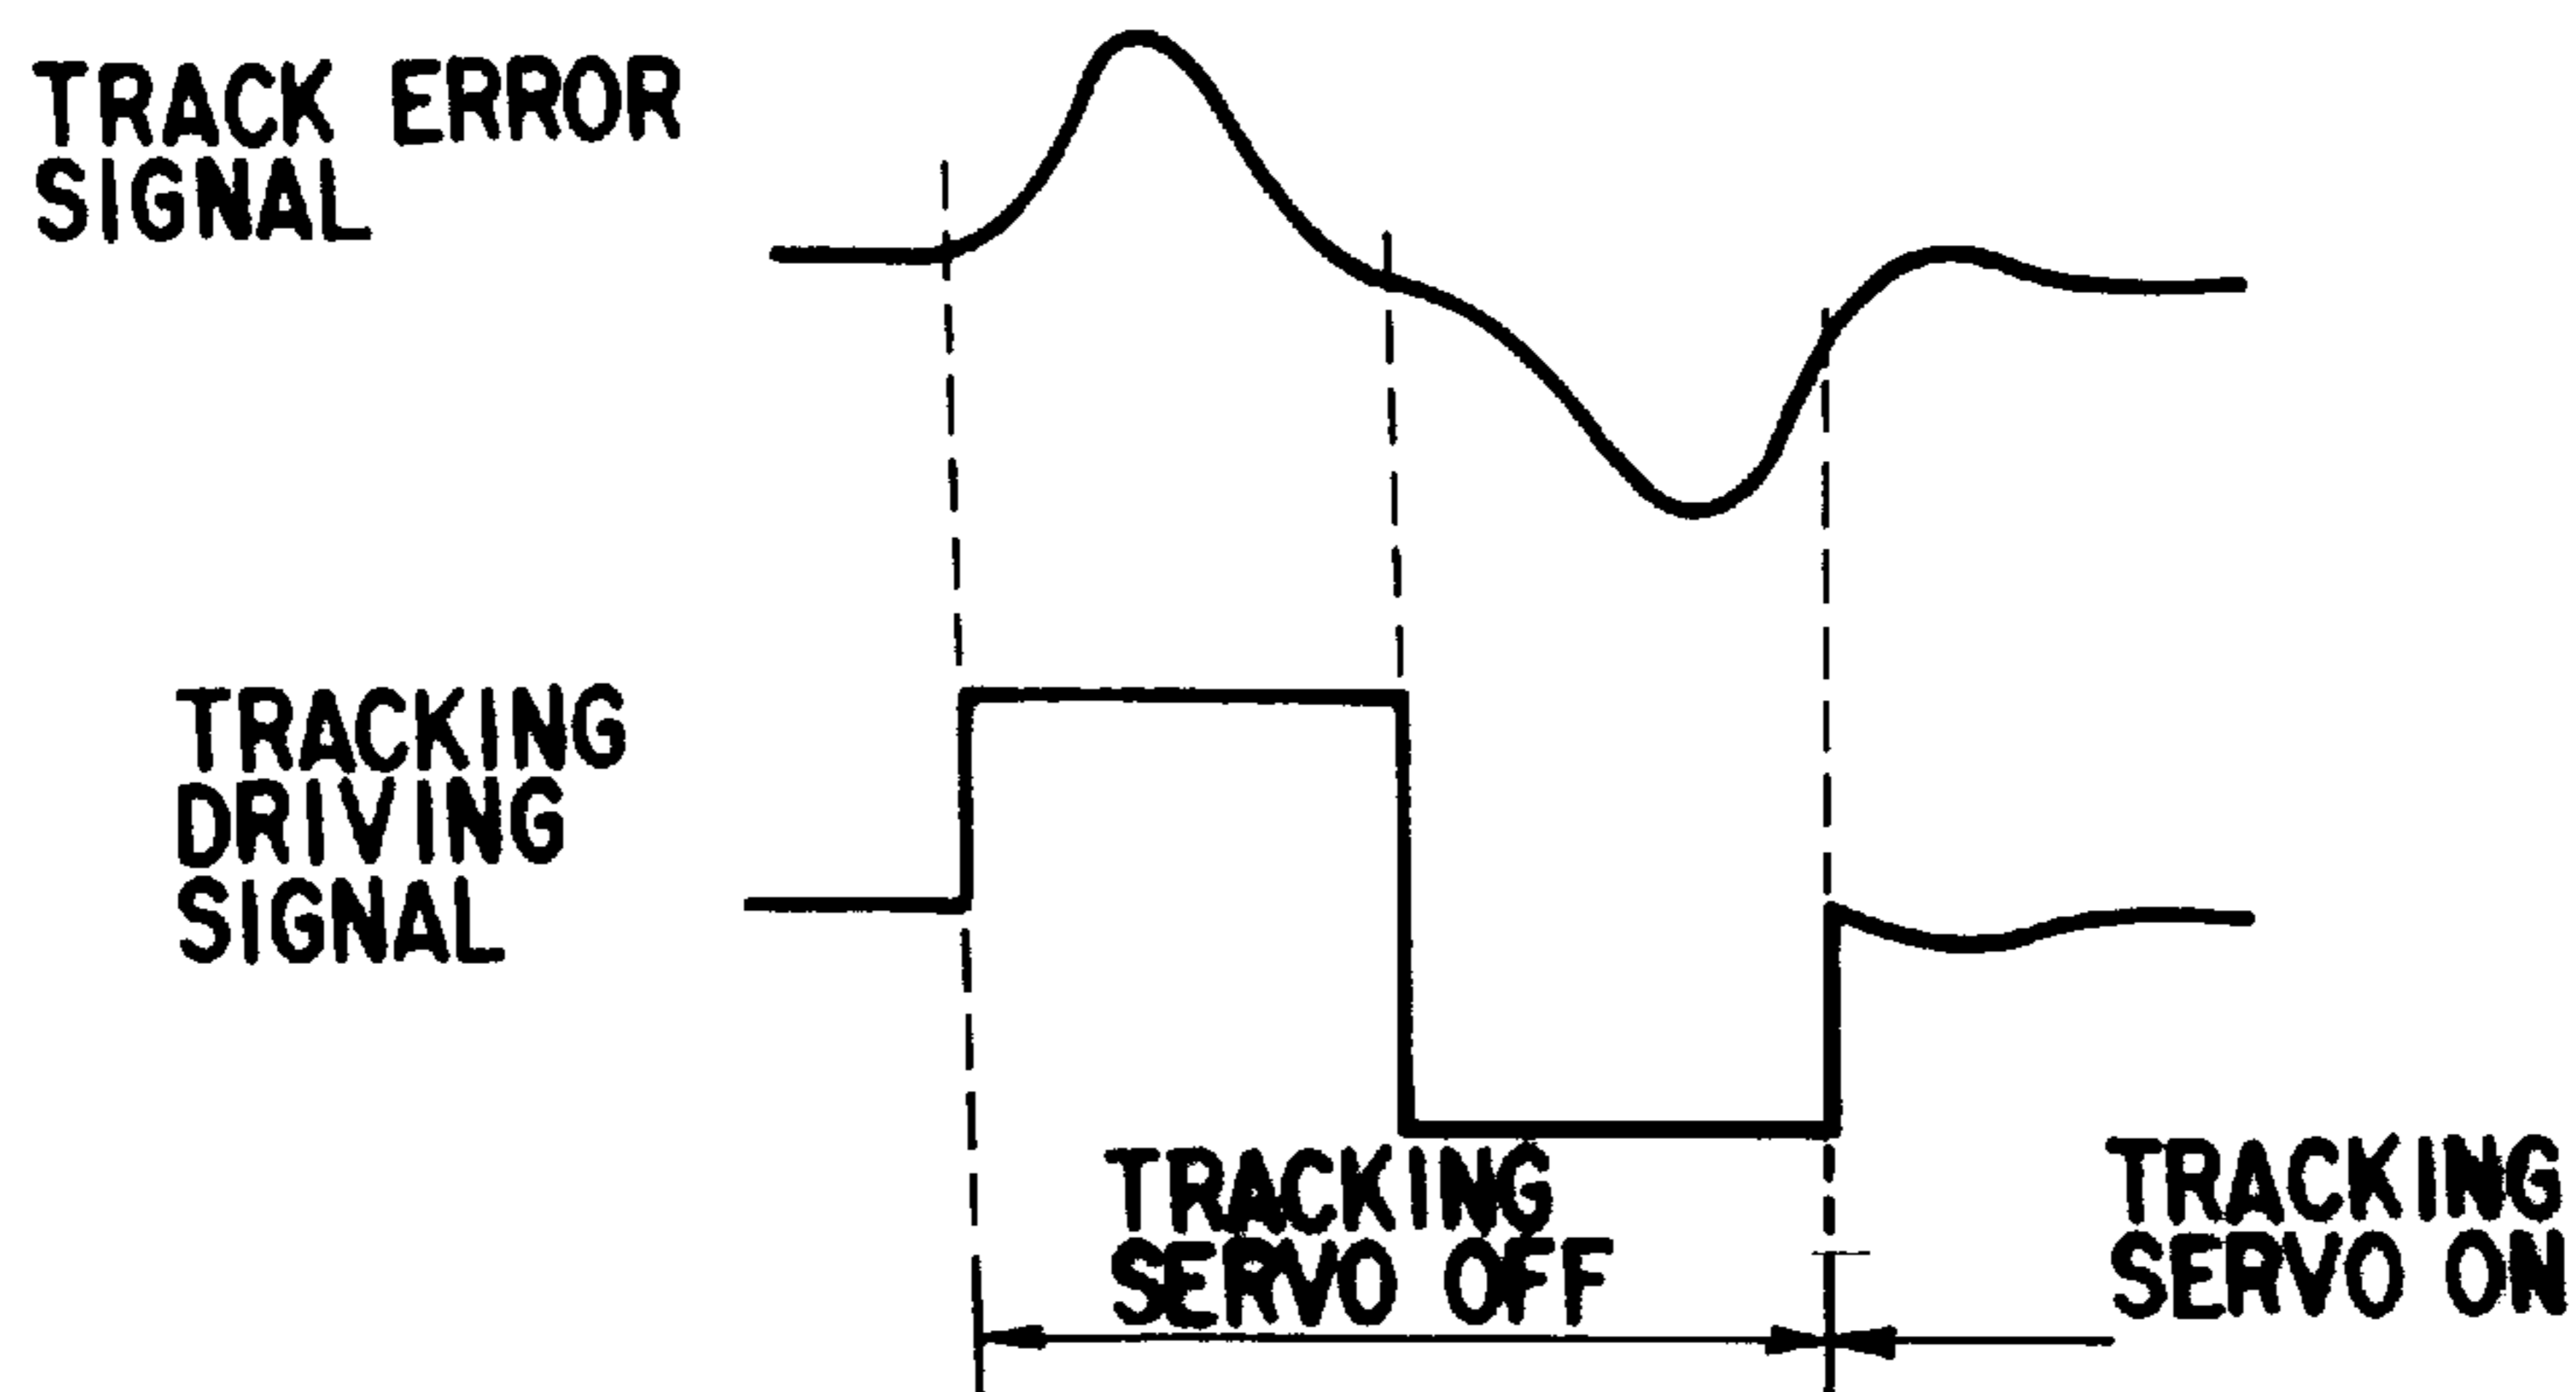 TRACK ERROR
SIGNAL
TRACKING
DRIVING
SIGNAL
TRACKING
SERVO OFF
TRACKING
SERVO ON